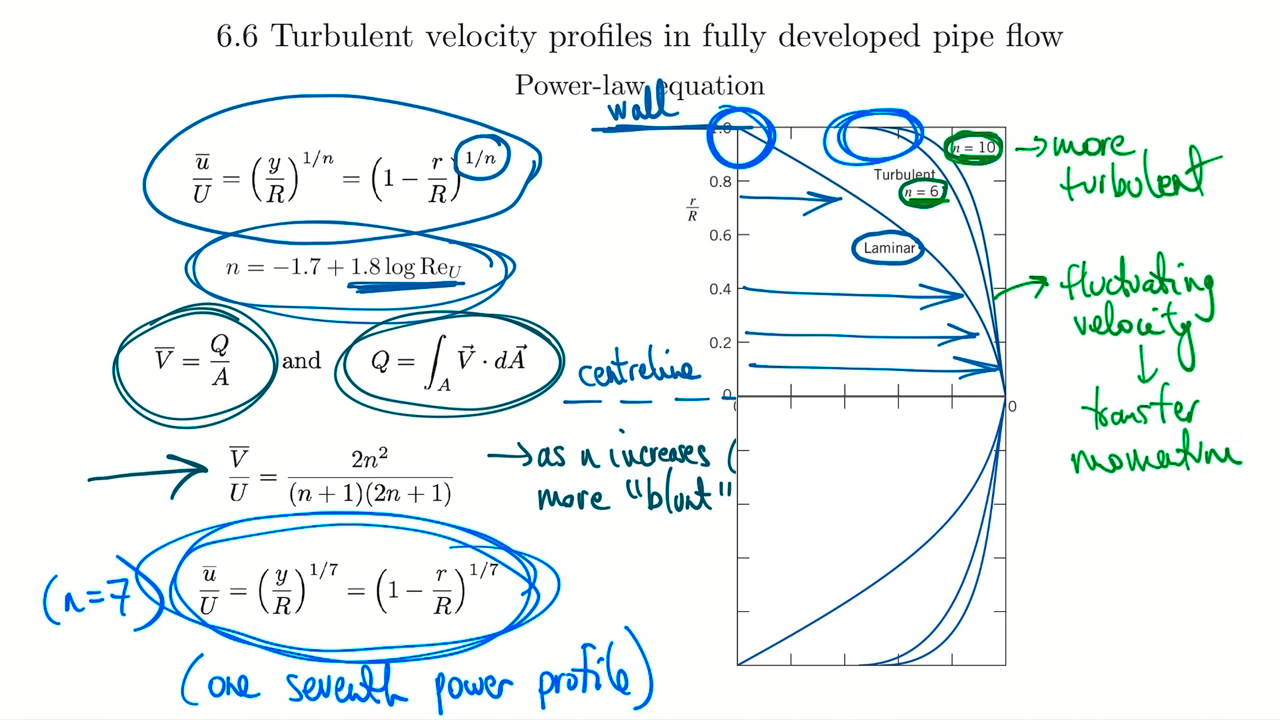 6.6 Turbulent velocity profiles in fully developed pipe flow
Power-law equation
wall
u̅/U = (y/R)^{1/n} = (1 − r/R)^{1/n}
n = −1.7 + 1.8 log Re_U
V̅ = Q/A and Q = ∫_A V⃗ · dA⃗
V̅/U = 2n²/((n + 1)(2n + 1))
→ as n increases (
more "blunt"
u̅/U = (y/R)^{1/7} = (1 − r/R)^{1/7}
(n=7)
(one seventh power profile)
centreline
1.0
0.8
r/R
0.6
0.4
0.2
0
0
n = 10
Turbulent
n = 6
Laminar
→ more
turbulent
→ fluctuating
velocity
↓
transfer
momentum